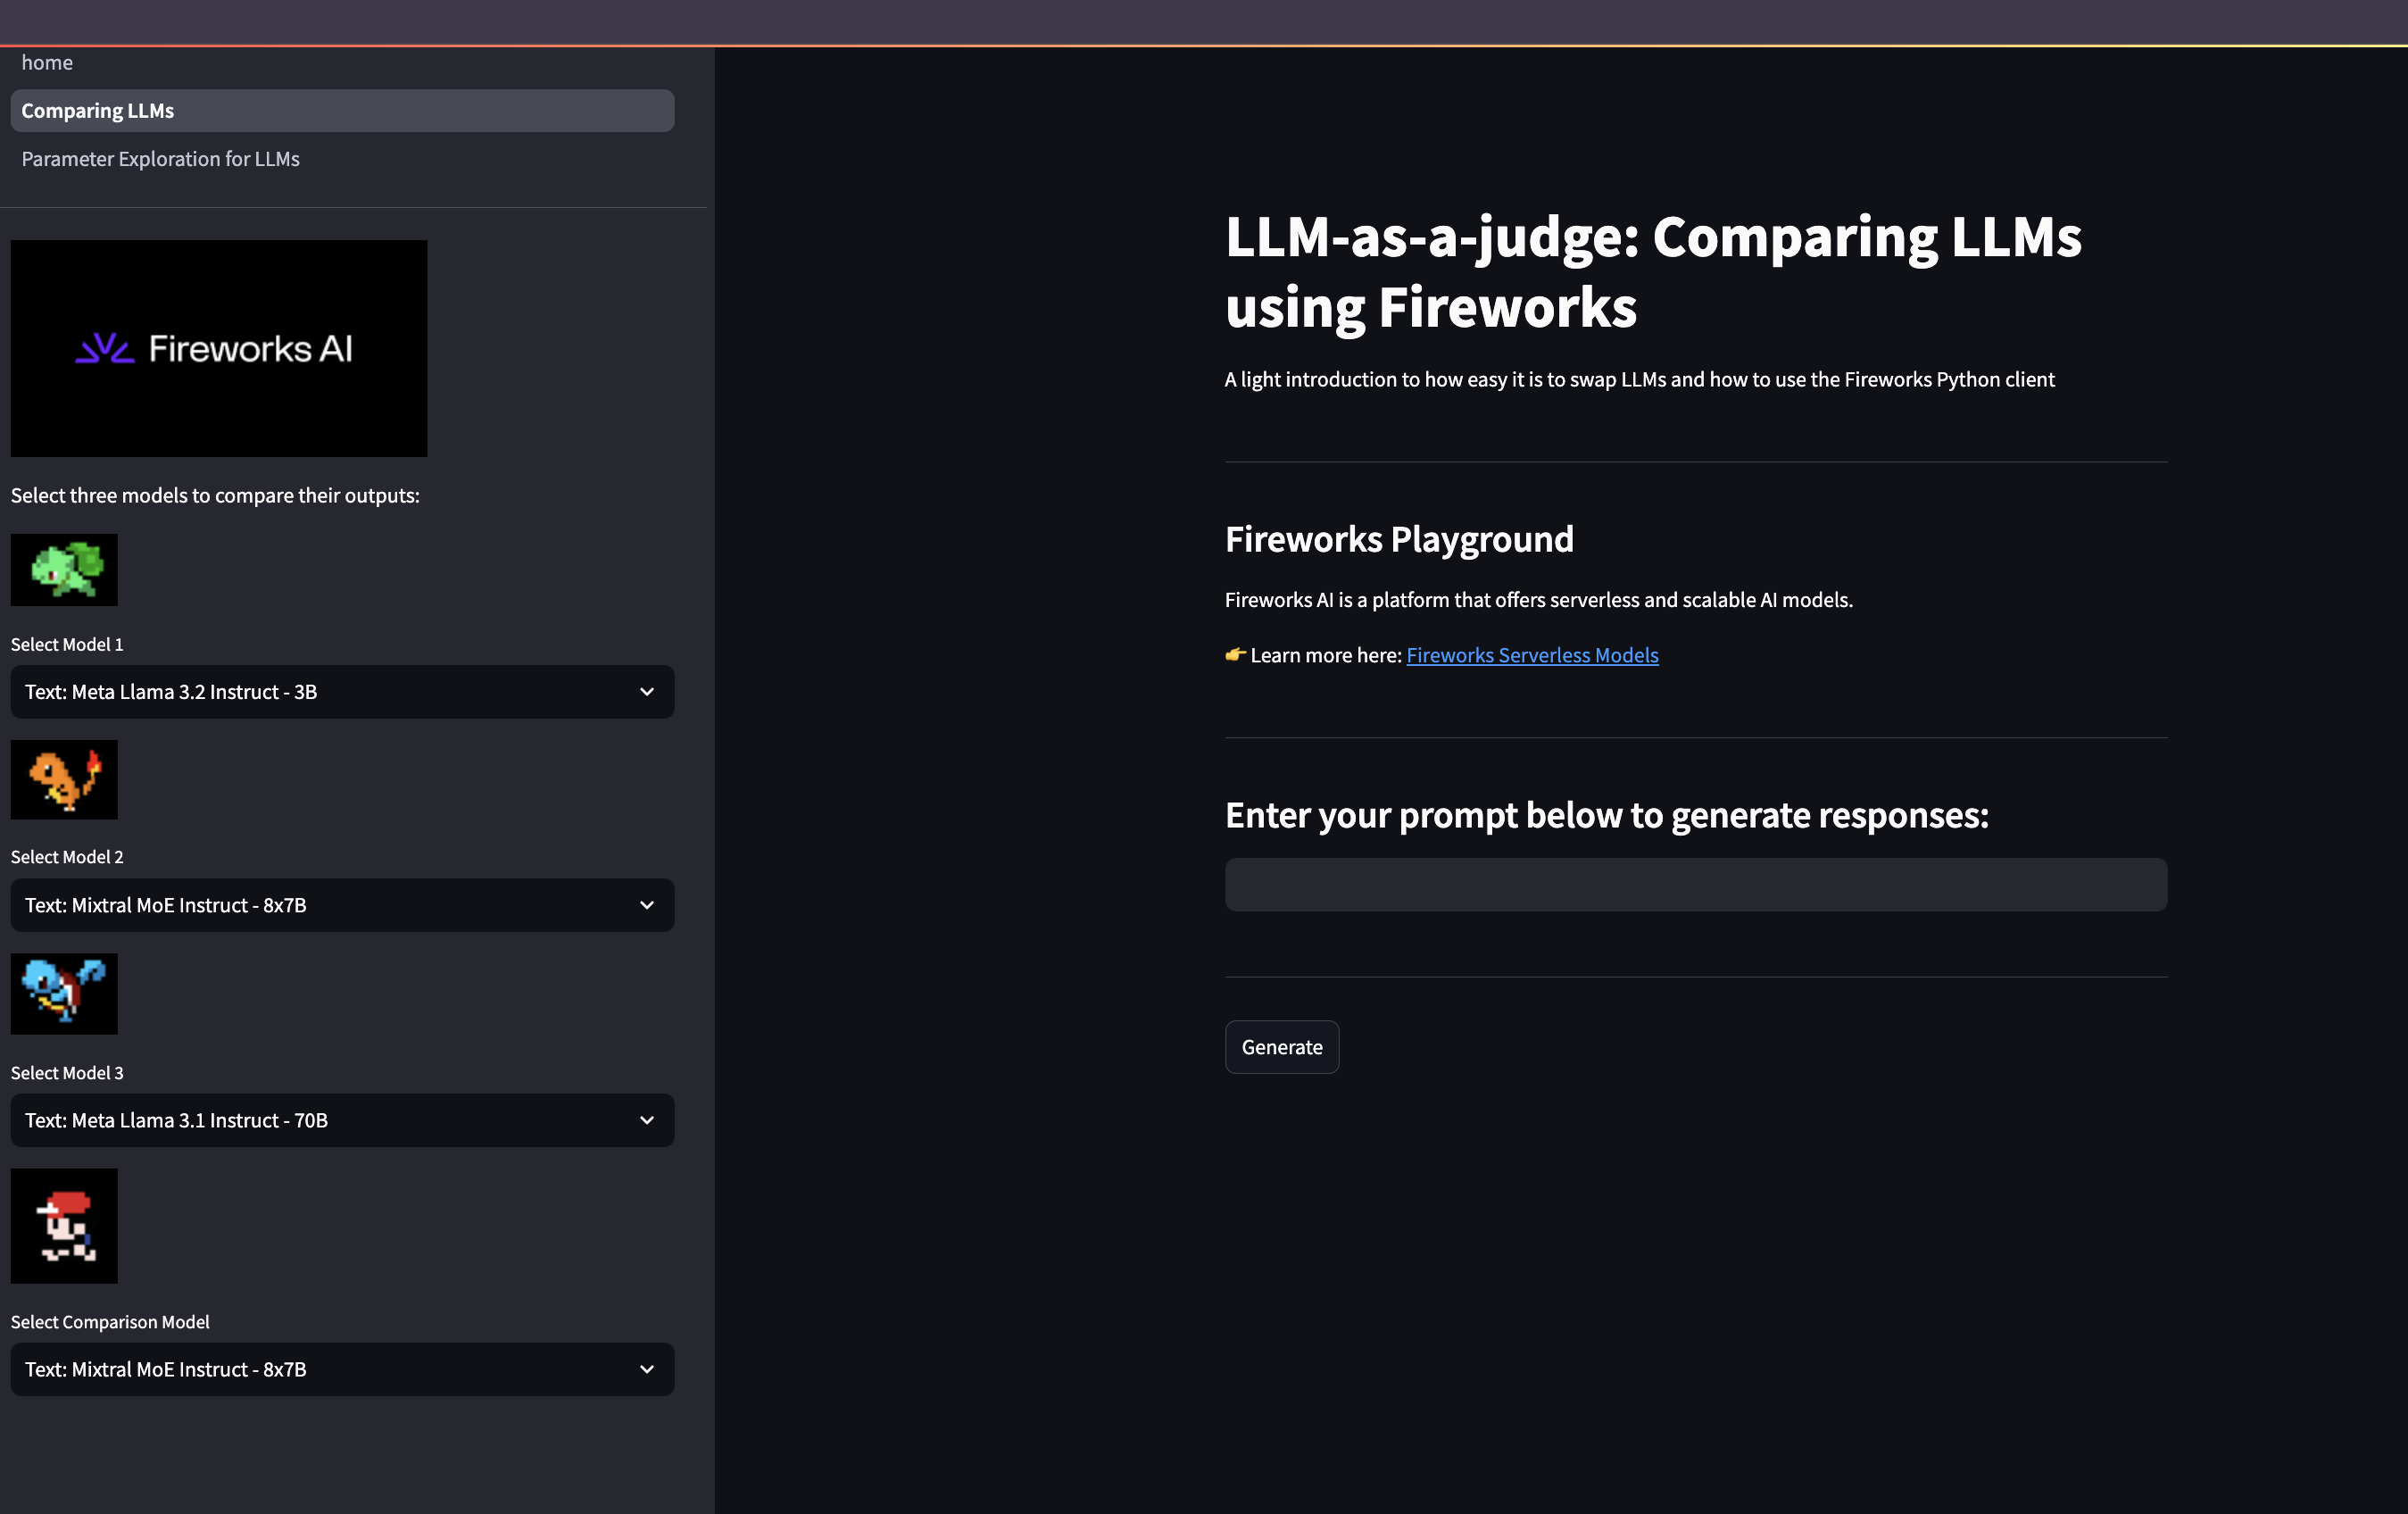 home
Comparing LLMs
Parameter Exploration for LLMs
Fireworks AI
Select three models to compare their outputs:
Select Model 1
Text: Meta Llama 3.2 Instruct - 3B
Select Model 2
Text: Mixtral MoE Instruct - 8x7B
Select Model 3
Text: Meta Llama 3.1 Instruct - 70B
Select Comparison Model
Text: Mixtral MoE Instruct - 8x7B
LLM-as-a-judge: Comparing LLMs
using Fireworks
A light introduction to how easy it is to swap LLMs and how to use the Fireworks Python client
Fireworks Playground
Fireworks AI is a platform that offers serverless and scalable AI models.
👉 Learn more here: Fireworks Serverless Models
Enter your prompt below to generate responses:
Generate